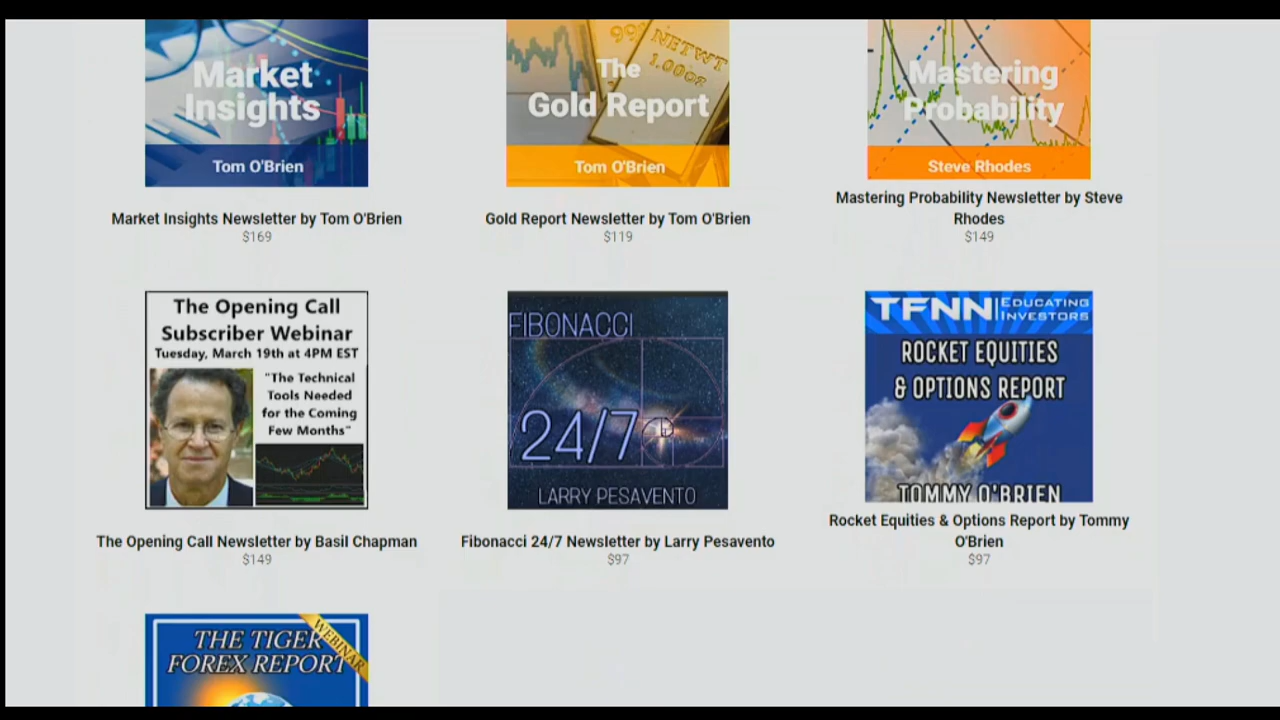 Market
Insights
Tom O'Brien
Market Insights Newsletter by Tom O'Brien
$169
99
NETWT
1.000z
The
Gold Report
Tom O'Brien
Gold Report Newsletter by Tom O'Brien
$119
Mastering
Probability
Steve Rhodes
Mastering Probability Newsletter by Steve
Rhodes
$149
The Opening Call
Subscriber Webinar
Tuesday, March 19th at 4PM EST
"The Technical
Tools Needed
for the Coming
Few Months"
The Opening Call Newsletter by Basil Chapman
$149
FIBONACCI
24/7
LARRY PESAVENTO
Fibonacci 24/7 Newsletter by Larry Pesavento
$97
TFNN EDUCATING
INVESTORS
ROCKET EQUITIES
& OPTIONS REPORT
TOMMY O'BRIEN
Rocket Equities & Options Report by Tommy
O'Brien
$97
THE TIGER
FOREX REPORT
WEBINAR